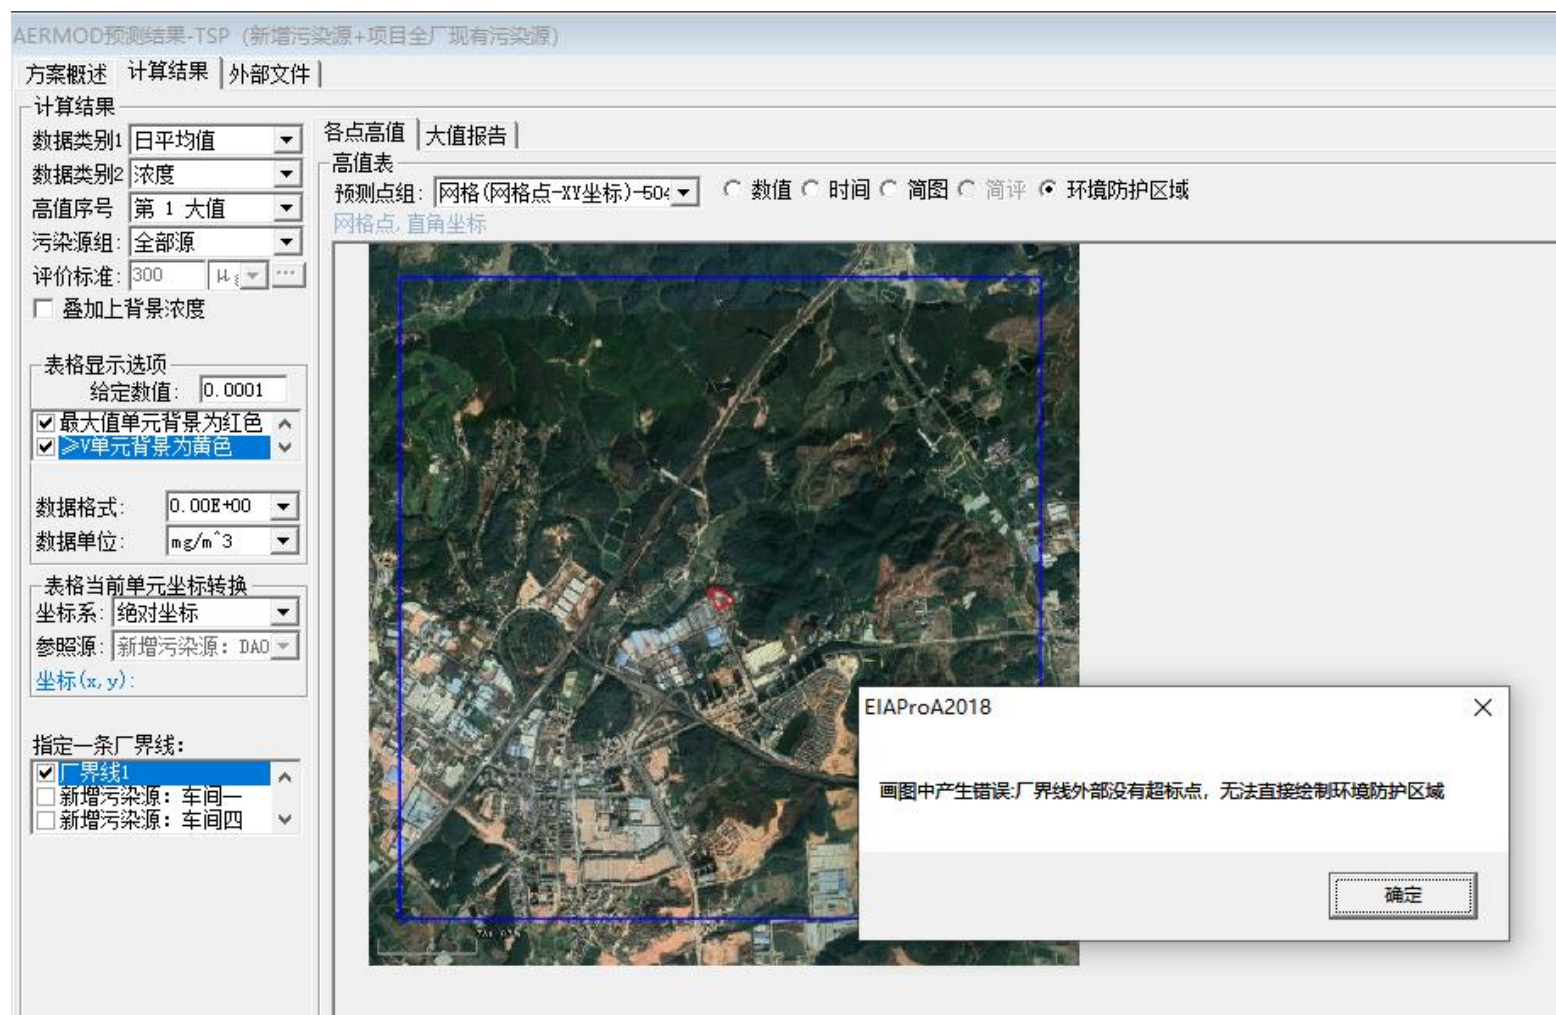 AERMOD预测结果-TSP（新增污染源+项目全厂现有污染源）
方案概述 计算结果 外部文件
计算结果
数据类别1 日平均值
数据类别2 浓度
高值序号 第 1 大值
污染源组: 全部源
评价标准: 300 μg ...
叠加上背景浓度
表格显示选项
给定数值: 0.0001
最大值单元背景为红色
≥V单元背景为黄色
数据格式: 0.00E+00
数据单位: mg/m^3
表格当前单元坐标转换
坐标系: 绝对坐标
参照源: 新增污染源: DA0
坐标(x,y):
指定一条厂界线:
厂界线1
新增污染源: 车间一
新增污染源: 车间四
各点高值 大值报告
高值表
预测点组: 网格(网格点-XY坐标)-504 数值 时间 简图 简评 环境防护区域
网格点,直角坐标
EIAProA2018
画图中产生错误:厂界线外部没有超标点，无法直接绘制环境防护区域
确定